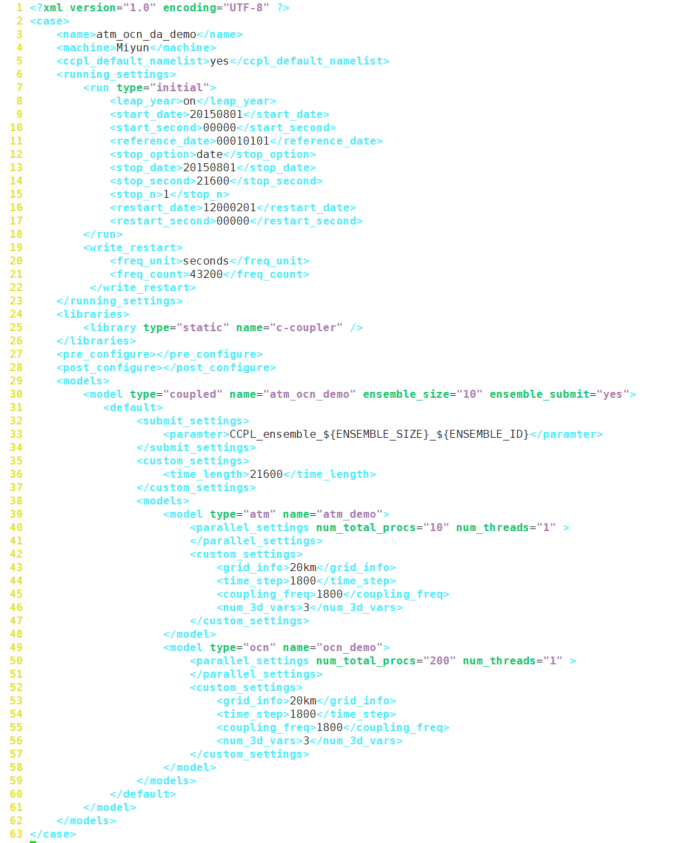 1 <?xml version="1.0" encoding="UTF-8" ?>
2 <case>
3     <name>atm_ocn_da_demo</name>
4     <machine>Miyun</machine>
5     <ccpl_default_namelist>yes</ccpl_default_namelist>
6     <running_settings>
7         <run type="initial">
8             <leap_year>on</leap_year>
9             <start_date>20150801</start_date>
10             <start_second>00000</start_second>
11             <reference_date>00010101</reference_date>
12             <stop_option>date</stop_option>
13             <stop_date>20150801</stop_date>
14             <stop_second>21600</stop_second>
15             <stop_n>1</stop_n>
16             <restart_date>12000201</restart_date>
17             <restart_second>00000</restart_second>
18         </run>
19         <write_restart>
20             <freq_unit>seconds</freq_unit>
21             <freq_count>43200</freq_count>
22          </write_restart>
23     </running_settings>
24     <libraries>
25         <library type="static" name="c-coupler" />
26     </libraries>
27     <pre_configure></pre_configure>
28     <post_configure></post_configure>
29     <models>
30         <model type="coupled" name="atm_ocn_demo" ensemble_size="10" ensemble_submit="yes">
31            <default>
32                 <submit_settings>
33                     <paramter>CCPL_ensemble_${ENSEMBLE_SIZE}_${ENSEMBLE_ID}</paramter>
34                 </submit_settings>
35                 <custom_settings>
36                     <time_length>21600</time_length>
37                 </custom_settings>
38                 <models>
39                     <model type="atm" name="atm_demo">
40                         <parallel_settings num_total_procs="10" num_threads="1" >
41                         </parallel_settings>
42                         <custom_settings>
43                             <grid_info>20km</grid_info>
44                             <time_step>1800</time_step>
45                             <coupling_freq>1800</coupling_freq>
46                             <num_3d_vars>3</num_3d_vars>
47                         </custom_settings>
48                     </model>
49                     <model type="ocn" name="ocn_demo">
50                         <parallel_settings num_total_procs="200" num_threads="1" >
51                         </parallel_settings>
52                         <custom_settings>
53                             <grid_info>20km</grid_info>
54                             <time_step>1800</time_step>
55                             <coupling_freq>1800</coupling_freq>
56                             <num_3d_vars>3</num_3d_vars>
57                         </custom_settings>
58                     </model>
59                 </models>
60             </default>
61         </model>
62     </models>
63 </case>